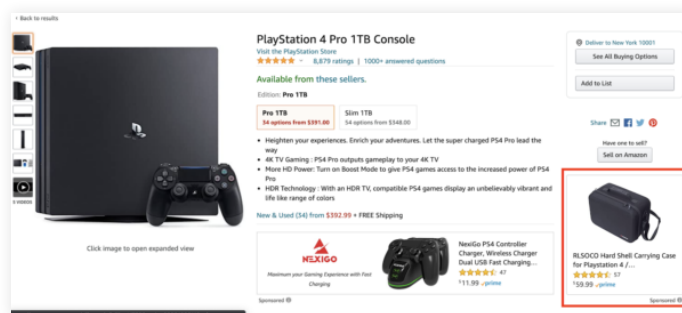 ‹ Back to results
PlayStation 4 Pro 1TB Console
Visit the PlayStation Store
8,879 ratings | 1000+ answered questions
Available from these sellers.
Edition: Pro 1TB
Pro 1TB
34 options from $391.00
Slim 1TB
54 options from $348.00
• Heighten your experiences. Enrich your adventures. Let the super charged PS4 Pro lead the
way
• 4K TV Gaming : PS4 Pro outputs gameplay to your 4K TV
• More HD Power: Turn on Boost Mode to give PS4 games access to the increased power of PS4
Pro
• HDR Technology : With an HDR TV, compatible PS4 games display an unbelievably vibrant and
life like range of colors
New & Used (34) from $392.99 + FREE Shipping
5 VIDEOS
Click image to open expanded view
NEXIGO
Maximum your Gaming Experience with Fast
Charging
NexiGo PS4 Controller
Charger, Wireless Charger
Dual USB Fast Charging...
47
$11.99 prime
Sponsored
Deliver to New York 10001
See All Buying Options
Add to List
Share
Have one to sell?
Sell on Amazon
RLSOCO Hard Shell Carrying Case
for Playstation 4 /...
57
$59.99 prime
Sponsored